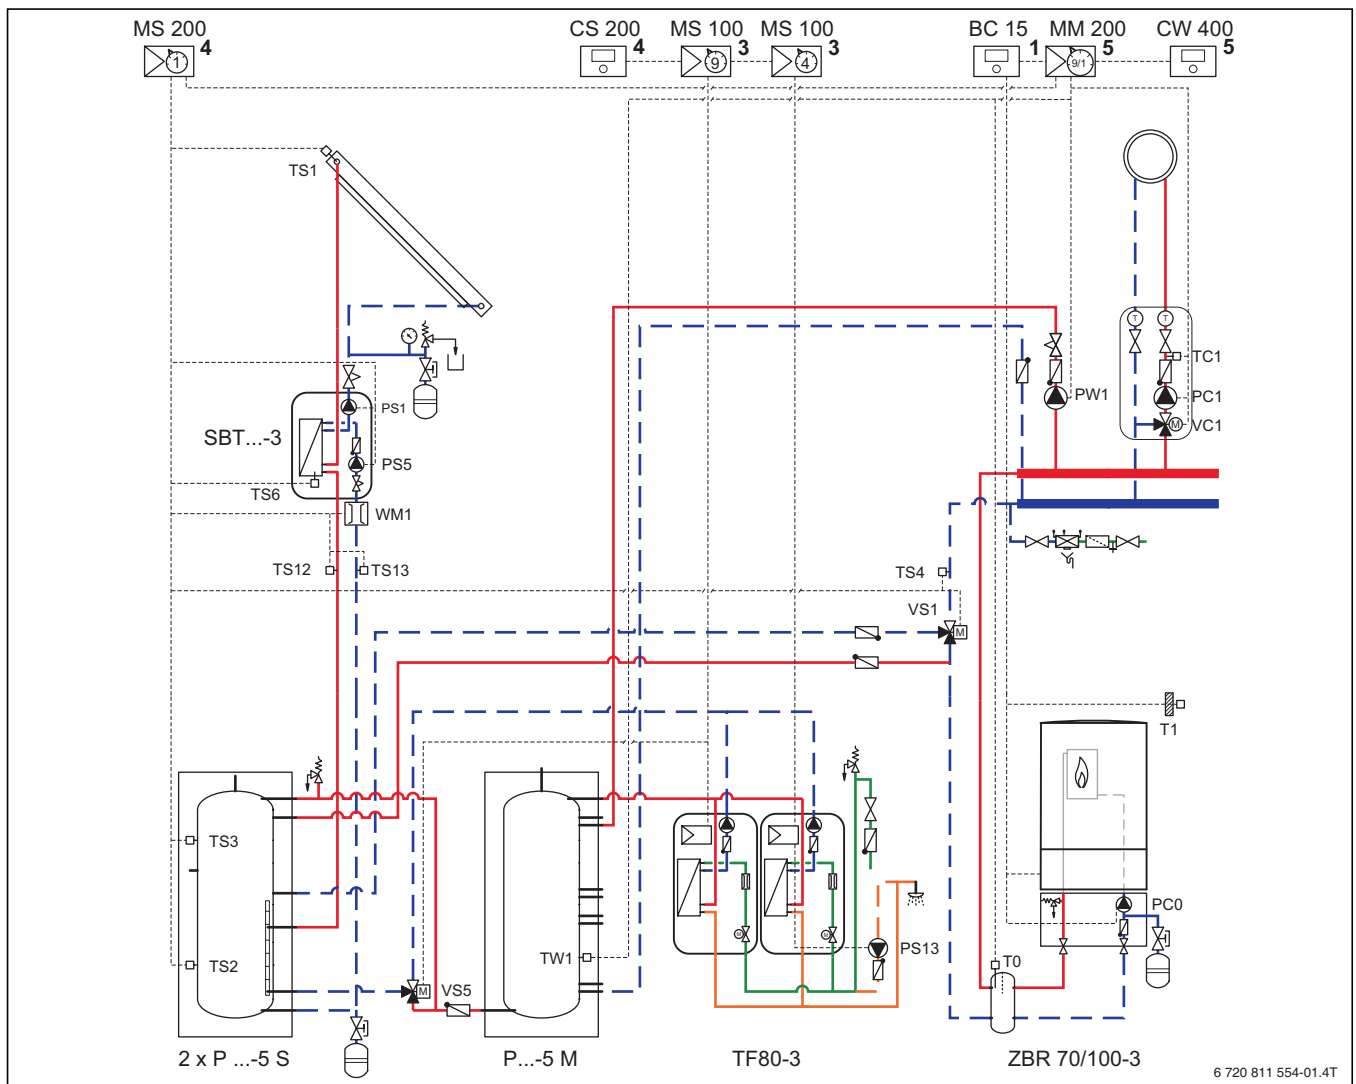 MS 200 4
CS 200 4
MS 100 3
MS 100 3
BC 15 1
MM 200 5
CW 400 5
1
9
4
9/1
TS1
T T
TC1
PC1
PW1
M VC1
PS1
SBT...-3
PS5
TS6
WM1
TS12
TS13
TS4
VS1
M
T1
TS3
TS2
M VS5
TW1
M
M
PS13
PC0
T0
2 x P ...-5 S
P...-5 M
TF80-3
ZBR 70/100-3
6 720 811 554-01.4T